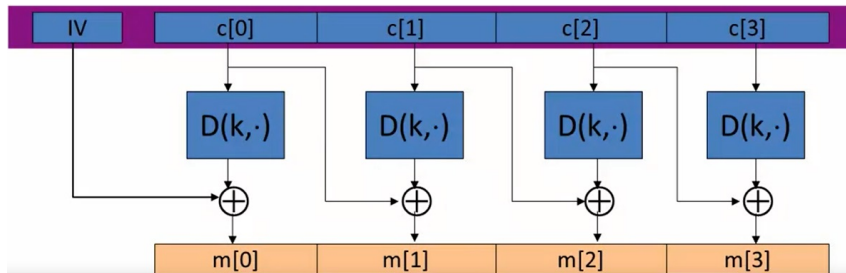 IV c[0] c[1] c[2] c[3]
D(k,·) D(k,·) D(k,·) D(k,·)
m[0] m[1] m[2] m[3]